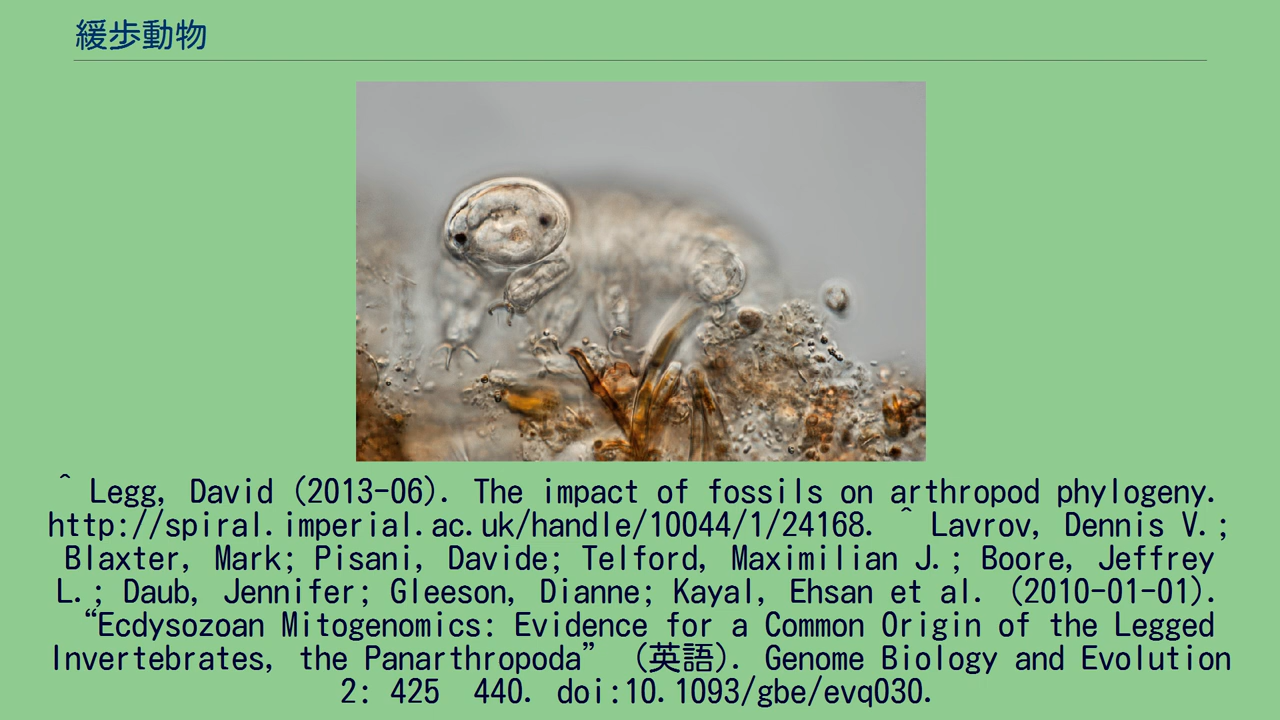 緩歩動物
^ Legg, David (2013-06). The impact of fossils on arthropod phylogeny.
http://spiral.imperial.ac.uk/handle/10044/1/24168. ^ Lavrov, Dennis V.;
Blaxter, Mark; Pisani, Davide; Telford, Maximilian J.; Boore, Jeffrey
L.; Daub, Jennifer; Gleeson, Dianne; Kayal, Ehsan et al. (2010-01-01).
“Ecdysozoan Mitogenomics: Evidence for a Common Origin of the Legged
Invertebrates, the Panarthropoda” (英語). Genome Biology and Evolution
2: 425 440. doi:10.1093/gbe/evq030.